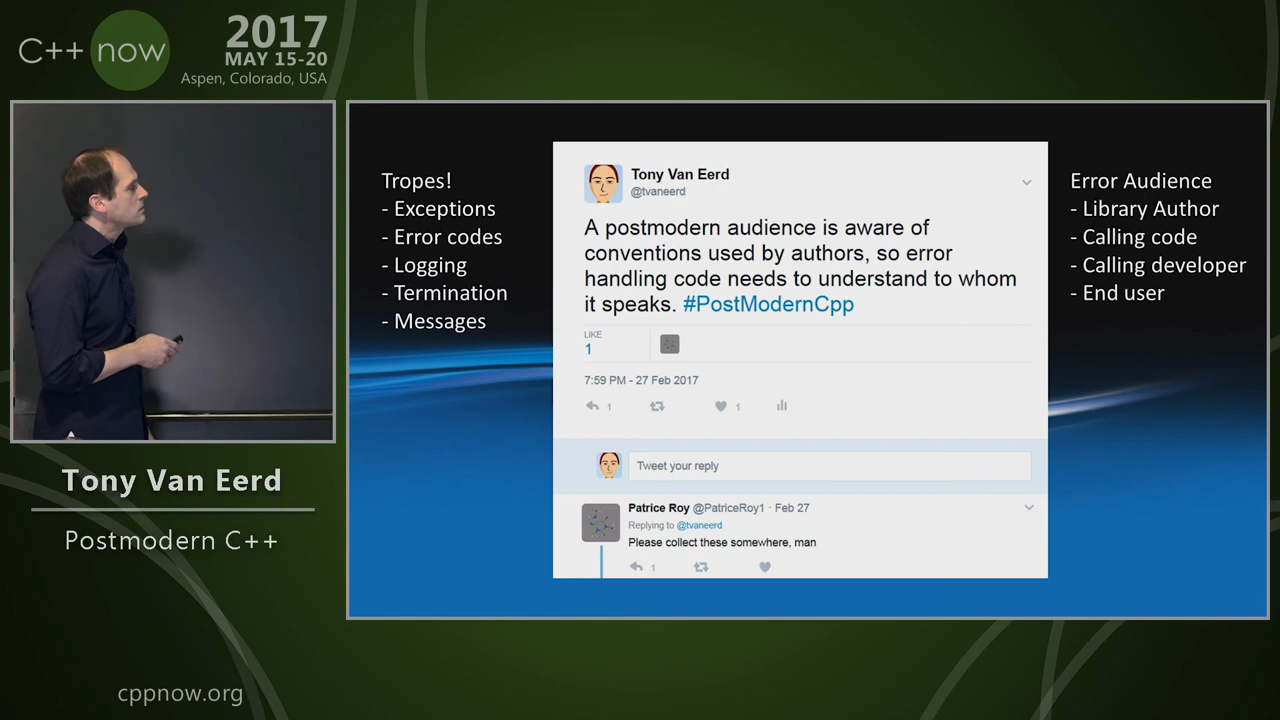 C++ now
2017
MAY 15-20
Aspen, Colorado, USA
Tony Van Eerd
Postmodern C++
cppnow.org
Tropes!
- Exceptions
- Error codes
- Logging
- Termination
- Messages
Tony Van Eerd
@tvaneerd
A postmodern audience is aware of
conventions used by authors, so error
handling code needs to understand to whom
it speaks. #PostModernCpp
LIKE
1
7:59 PM - 27 Feb 2017
1 1
Tweet your reply
Patrice Roy @PatriceRoy1 · Feb 27
Replying to @tvaneerd
Please collect these somewhere, man
1
Error Audience
- Library Author
- Calling code
- Calling developer
- End user